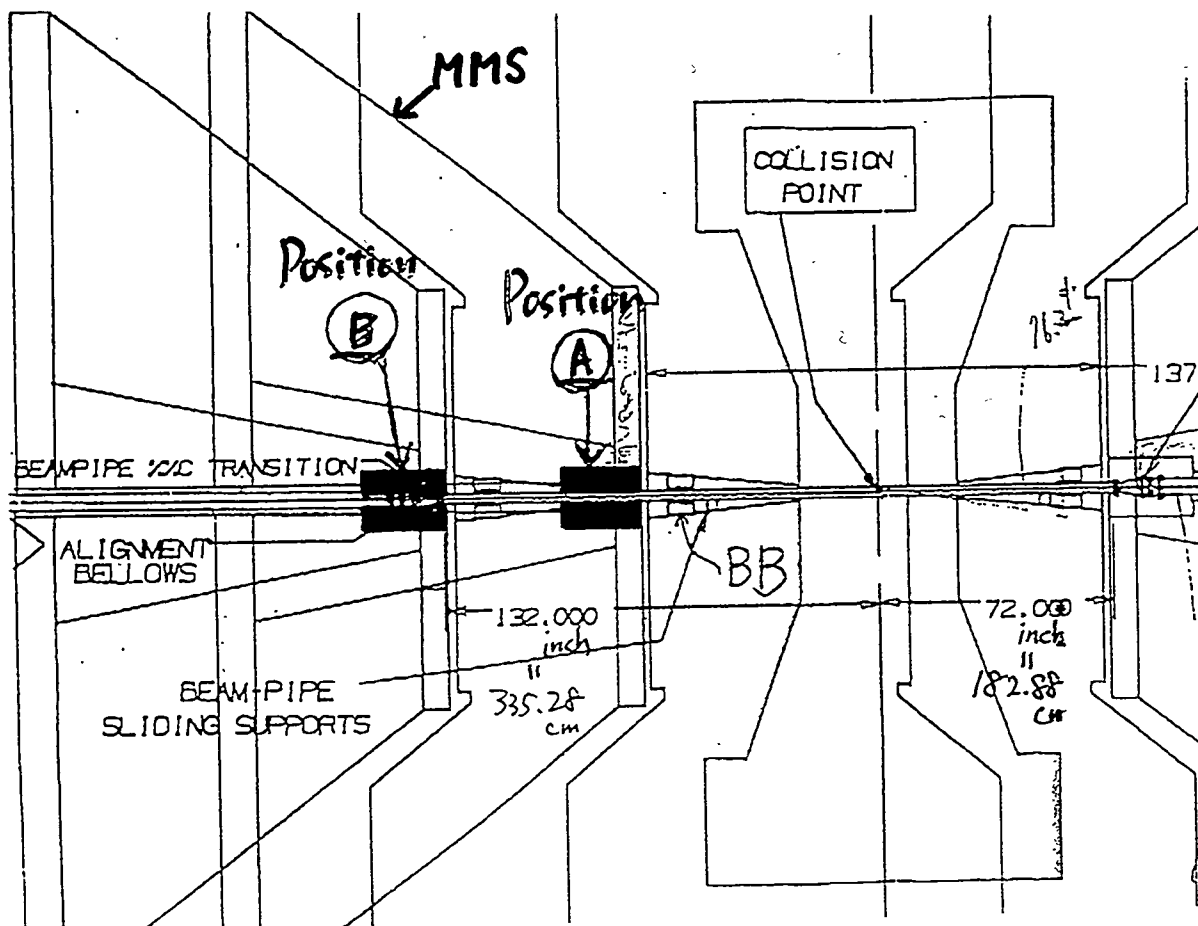 MMS
COLLISION
POINT
Position
B
Position
A
137
BEAMPIPE VAC TRANSITION
ALIGNMENT
BELLOWS
BB
132.000
inch
"
335.28
cm
72.000
inch
"
182.88
cm
BEAM-PIPE
SLIDING SUPPORTS